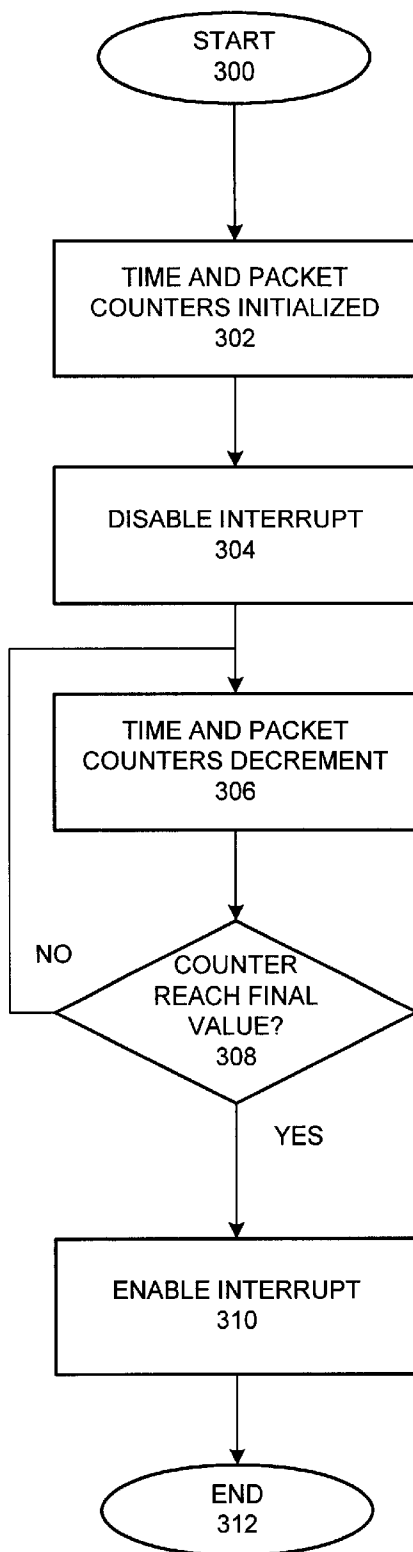 START
300
TIME AND PACKET
COUNTERS INITIALIZED
302
DISABLE INTERRUPT
304
TIME AND PACKET
COUNTERS DECREMENT
306
NO
COUNTER
REACH FINAL
VALUE?
308
YES
ENABLE INTERRUPT
310
END
312